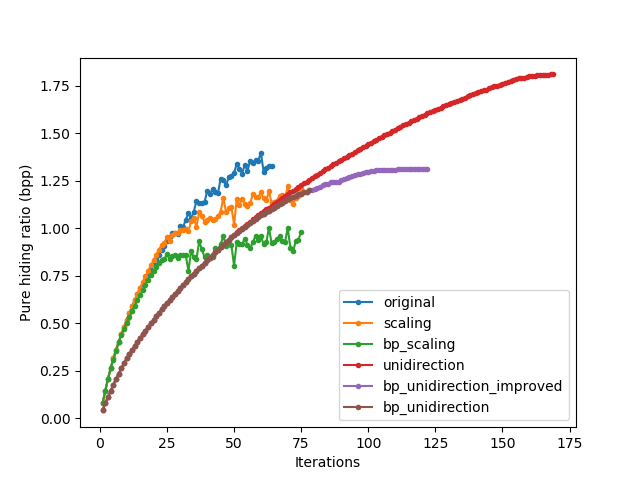 1.75
1.50
1.25
1.00
0.75
0.50
0.25
0.00
Pure hiding ratio (bpp)
original
scaling
bp_scaling
unidirection
bp_unidirection_improved
bp_unidirection
0 25 50 75 100 125 150 175
Iterations